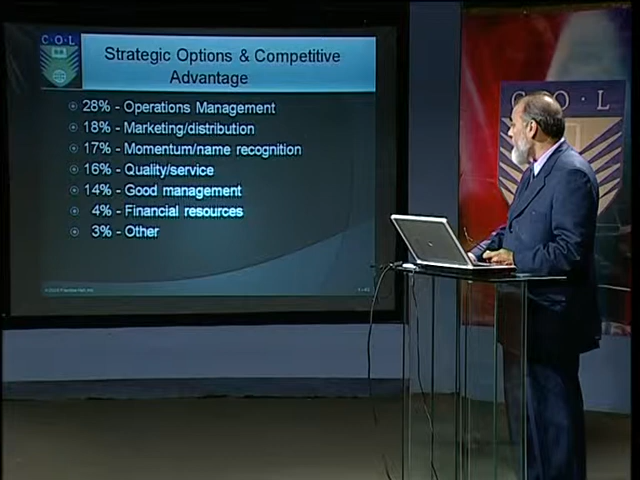 C·O·L
Strategic Options & Competitive
Advantage
28% - Operations Management
18% - Marketing/distribution
17% - Momentum/name recognition
16% - Quality/service
14% - Good management
4% - Financial resources
3% - Other
C·O·L